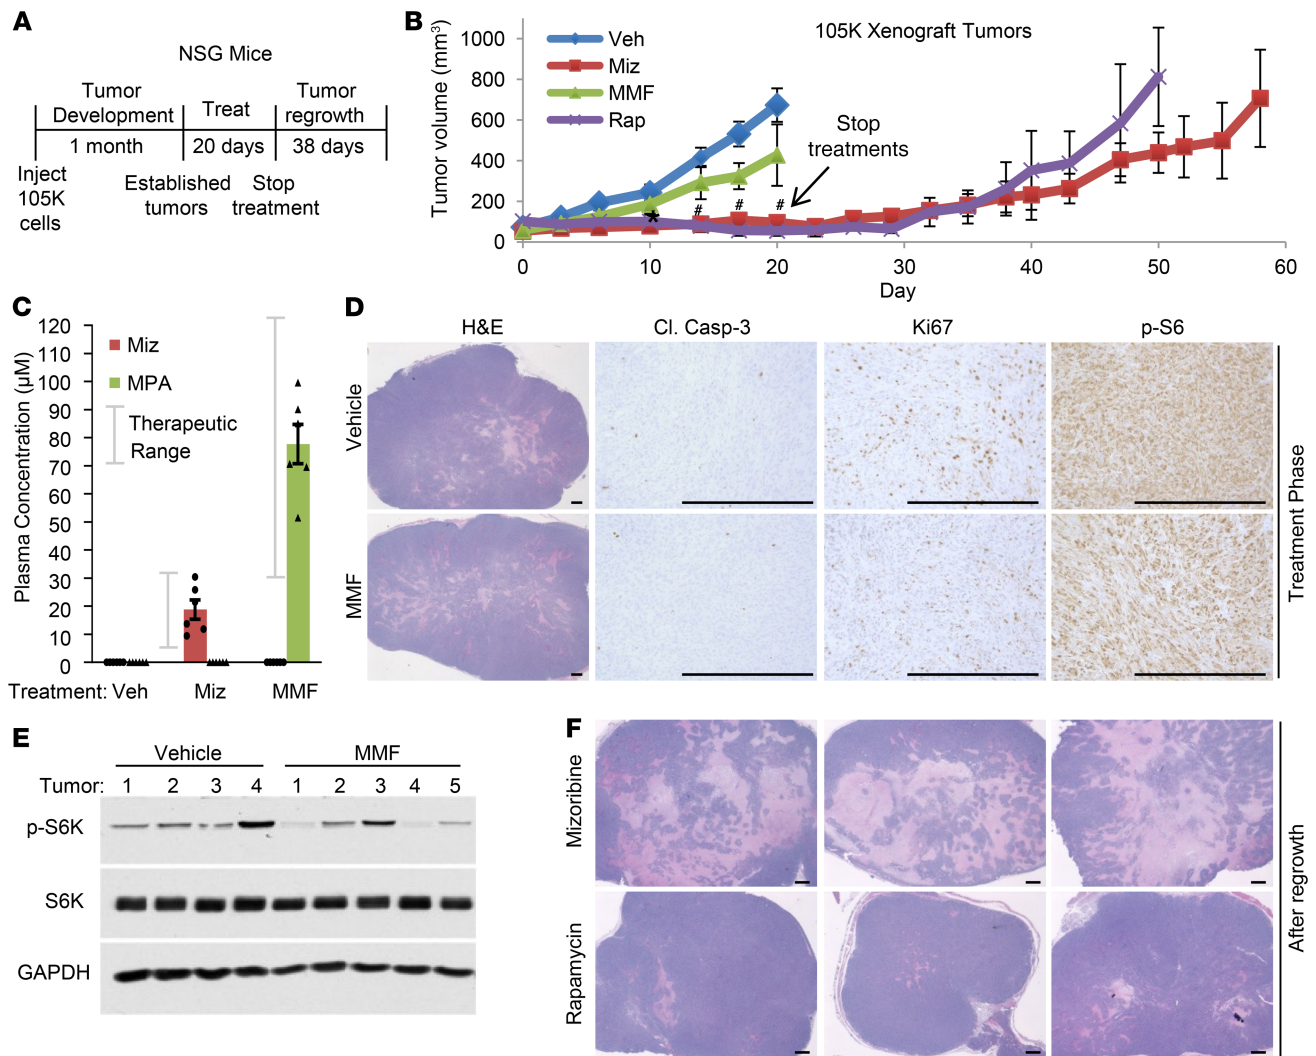 A
NSG Mice
Tumor
Development
Treat
Tumor
regrowth
1 month
20 days
38 days
Inject
105K
cells
Established
tumors
Stop
treatment
B
105K Xenograft Tumors
Tumor volume (mm³)
1000
800
600
400
200
0
Veh
Miz
MMF
Rap
Stop
treatments
*
#
#
#
0
10
20
30
40
50
60
Day
C
Plasma Concentration (µM)
120
110
100
90
80
70
60
50
40
30
20
10
0
Miz
MPA
Therapeutic
Range
Treatment: Veh
Miz
MMF
D
H&E
Cl. Casp-3
Ki67
p-S6
Vehicle
MMF
Treatment Phase
E
Vehicle
MMF
Tumor: 1 2 3 4 1 2 3 4 5
p-S6K
S6K
GAPDH
F
Mizoribine
Rapamycin
After regrowth